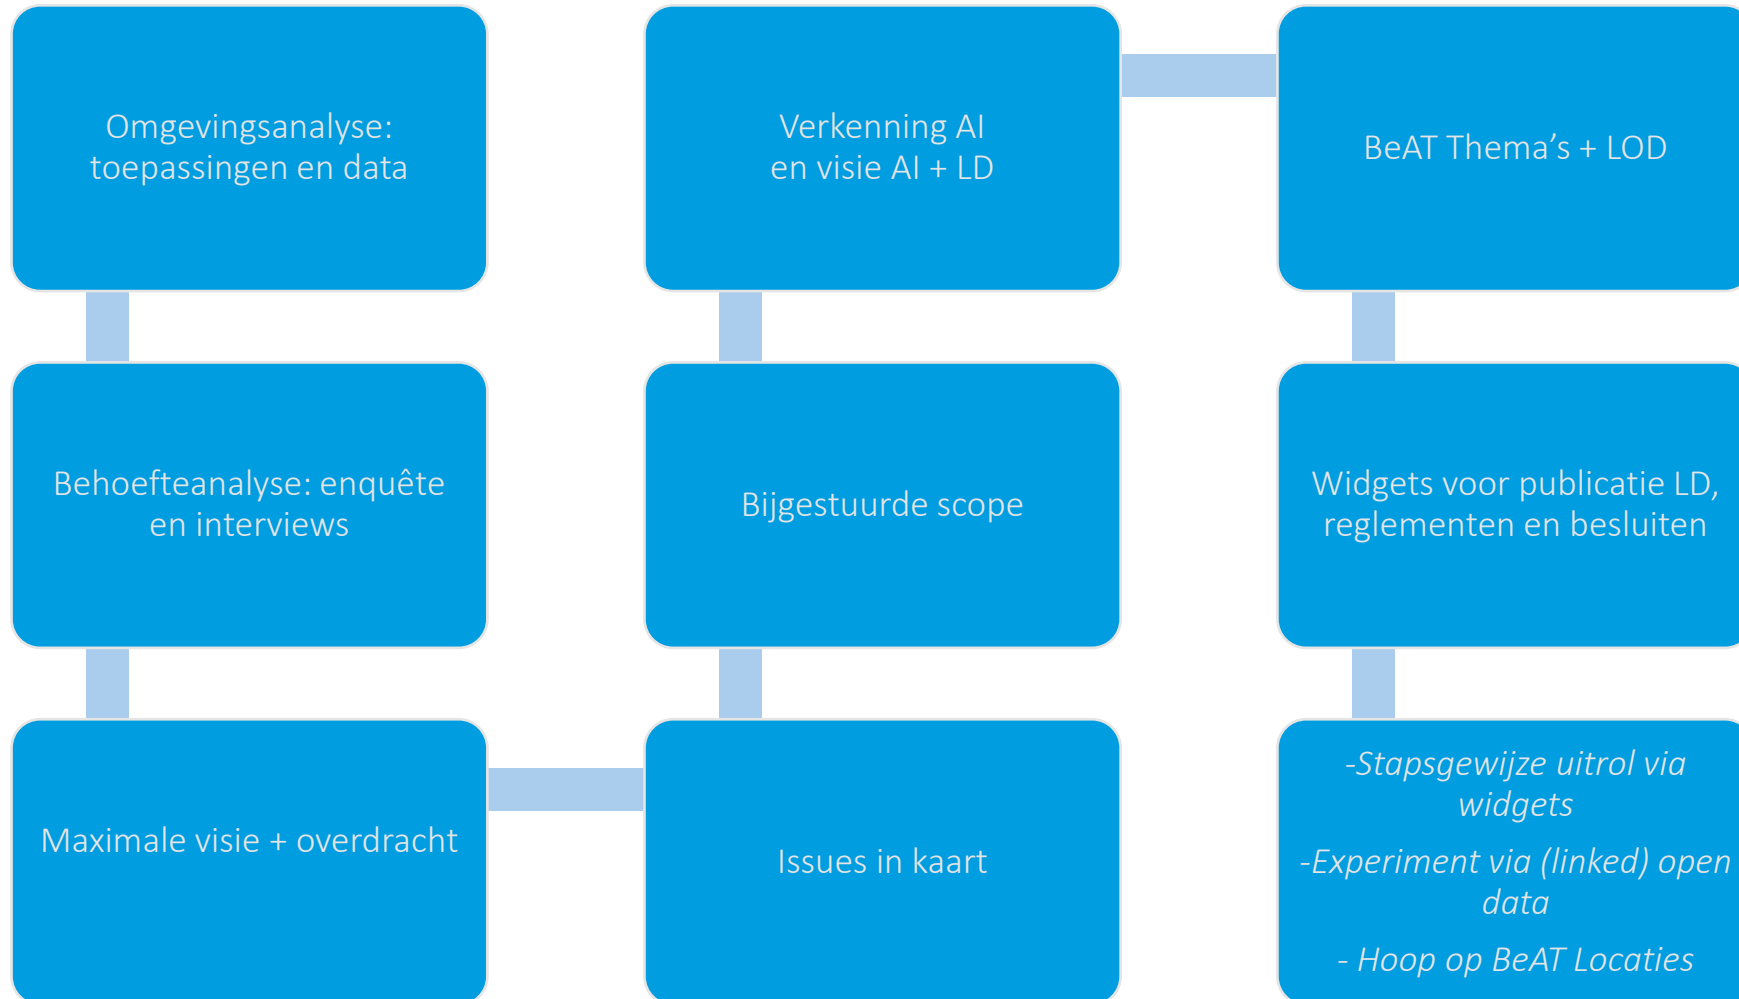 Omgevingsanalyse:
toepassingen en data
Behoefteanalyse: enquête
en interviews
Maximale visie + overdracht
Issues in kaart
Bijgestuurde scope
Verkenning AI
en visie AI + LD
BeAT Thema’s + LOD
Widgets voor publicatie LD,
reglementen en besluiten
-Stapsgewijze uitrol via
widgets
-Experiment via (linked) open
data
- Hoop op BeAT Locaties